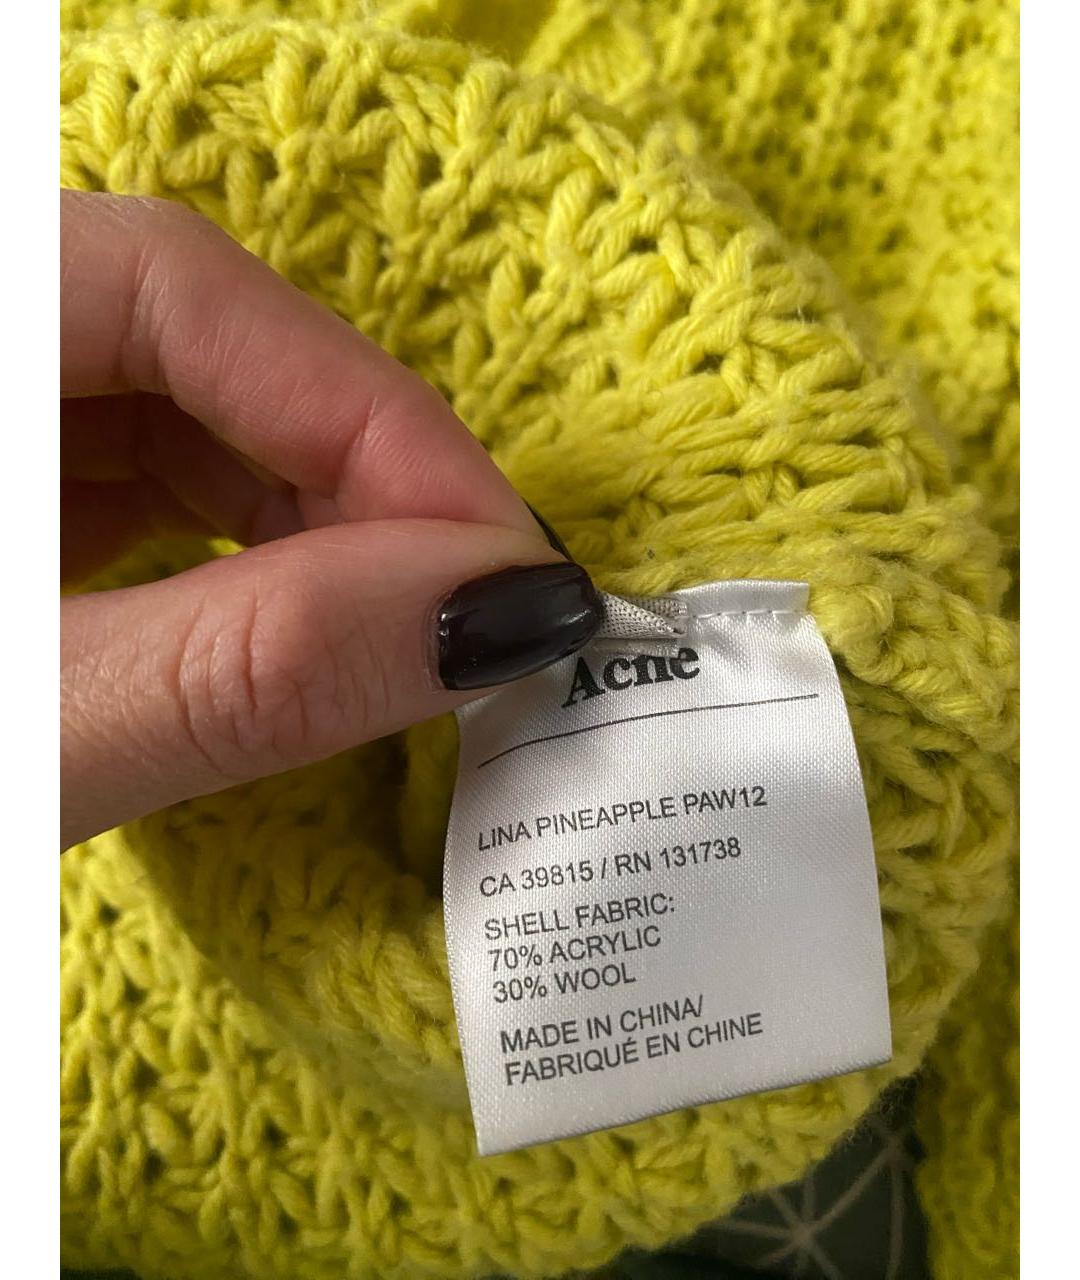 Acne
LINA PINEAPPLE PAW12
CA 39815 / RN 131738
SHELL FABRIC:
70% ACRYLIC
30% WOOL
MADE IN CHINA/
FABRIQUÉ EN CHINE